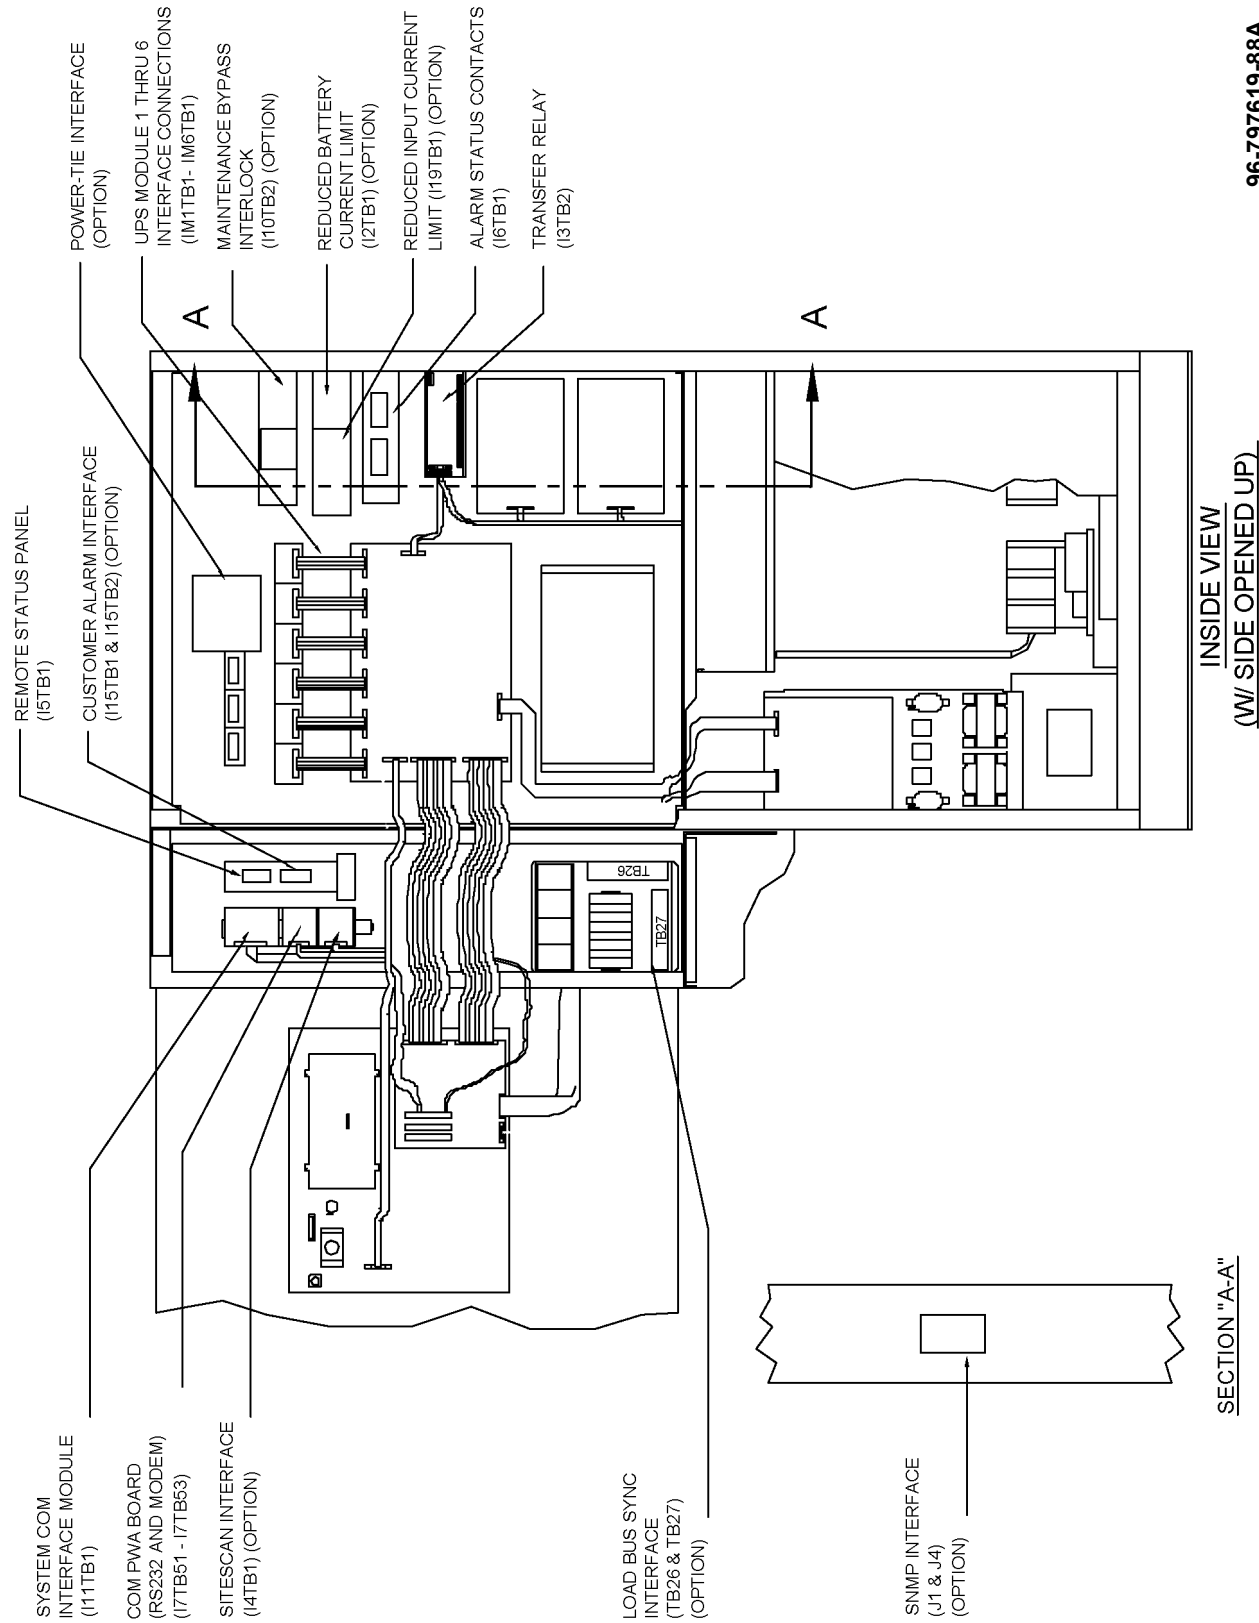 REMOTE STATUS PANEL
(I5TB1)
CUSTOMER ALARM INTERFACE
(I15TB1 & I15TB2) (OPTION)
POWER-TIE INTERFACE
(OPTION)
UPS MODULE 1 THRU 6
INTERFACE CONNECTIONS
(IM1TB1- IM6TB1)
MAINTENANCE BYPASS
INTERLOCK
(I10TB2) (OPTION)
REDUCED BATTERY
CURRENT LIMIT
(I2TB1) (OPTION)
REDUCED INPUT CURRENT
LIMIT (I19TB1) (OPTION)
ALARM STATUS CONTACTS
(I6TB1)
TRANSFER RELAY
(I3TB2)
A
A
TB26
TB27
SYSTEM COM
INTERFACE MODULE
(I11TB1)
COM PWA BOARD
(RS232 AND MODEM)
(I7TB51 - I7TB53)
SITESCAN INTERFACE
(I4TB1) (OPTION)
LOAD BUS SYNC
INTERFACE
(TB26 & TB27)
(OPTION)
SNMP INTERFACE
(J1 & J4)
(OPTION)
SECTION "A-A"
INSIDE VIEW
(W/ SIDE OPENED UP)
96-797619-88A